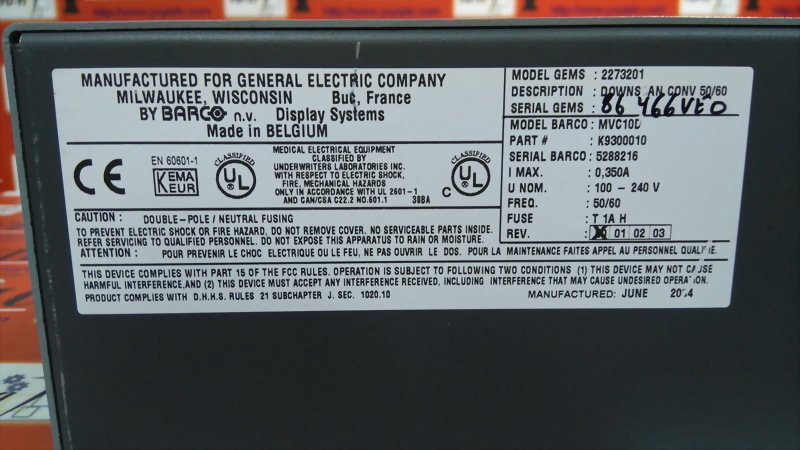 MANUFACTURED FOR GENERAL ELECTRIC COMPANY
MILWAUKEE, WISCONSIN Buc, France
BY BARCO n.v. Display Systems
Made in BELGIUM
MODEL GEMS : 2273201
DESCRIPTION : DOWNS AN CONV 50/60
SERIAL GEMS : 86 466VE0
MODEL BARCO : MVC10D
PART # : K9300010
SERIAL BARCO : 5288216
I MAX. : 0,350A
U NOM. : 100 - 240 V
FREQ. : 50/60
FUSE : T 1A H
REV. : 01 02 03
CE
EN 60601-1
KEMA
EUR
CLASSIFIED
UL
MEDICAL ELECTRICAL EQUIPMENT
CLASSIFIED BY
UNDERWRITERS LABORATORIES INC.
WITH RESPECT TO ELECTRIC SHOCK,
FIRE, MECHANICAL HAZARDS
ONLY IN ACCORDANCE WITH UL 2601-1
AND CAN/CSA C22.2 NO.601.1 38BA
CLASSIFIED
C UL
CAUTION : DOUBLE-POLE / NEUTRAL FUSING
TO PREVENT ELECTRIC SHOCK OR FIRE HAZARD, DO NOT REMOVE COVER. NO SERVICEABLE PARTS INSIDE.
REFER SERVICING TO QUALIFIED PERSONNEL. DO NOT EXPOSE THIS APPARATUS TO RAIN OR MOISTURE.
ATTENTION : POUR PREVENIR LE CHOC ELECTRIQUE OU LE FEU, NE PAS OUVRIR LE DOS. POUR LA MAINTENANCE FAITES APPEL AU PERSONNEL QUALIFIE.
THIS DEVICE COMPLIES WITH PART 15 OF THE FCC RULES. OPERATION IS SUBJECT TO FOLLOWING TWO CONDITIONS (1) THIS DEVICE MAY NOT CAUSE
HARMFUL INTERFERENCE,AND (2) THIS DEVICE MUST ACCEPT ANY INTERFERENCE RECEIVED, INCLUDING INTERFERENCE THAT MAY CAUSE UNDESIRED OPERATION.
PRODUCT COMPLIES WITH D.H.H.S. RULES 21 SUBCHAPTER J. SEC. 1020.10
MANUFACTURED: JUNE